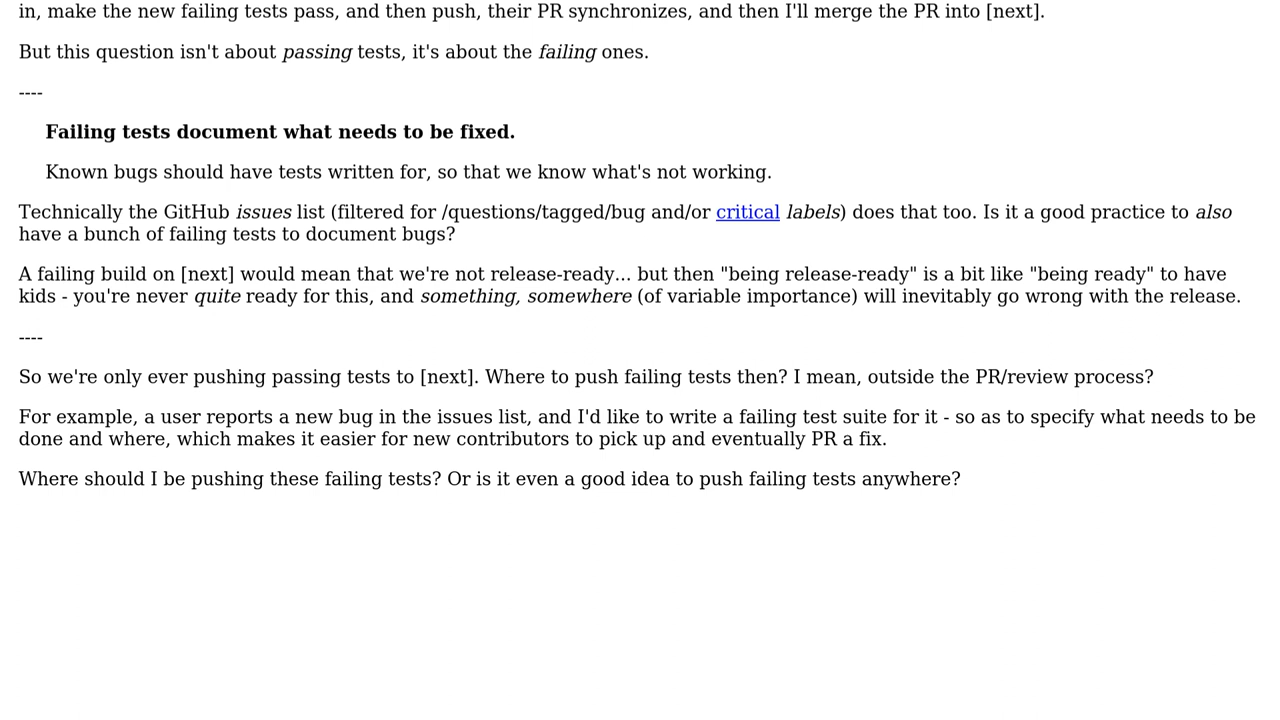 in, make the new failing tests pass, and then push, their PR synchronizes, and then I'll merge the PR into [next].
But this question isn't about passing tests, it's about the failing ones.
----
Failing tests document what needs to be fixed.
Known bugs should have tests written for, so that we know what's not working.
Technically the GitHub issues list (filtered for /questions/tagged/bug and/or critical labels) does that too. Is it a good practice to also
have a bunch of failing tests to document bugs?
A failing build on [next] would mean that we're not release-ready... but then "being release-ready" is a bit like "being ready" to have
kids - you're never quite ready for this, and something, somewhere (of variable importance) will inevitably go wrong with the release.
----
So we're only ever pushing passing tests to [next]. Where to push failing tests then? I mean, outside the PR/review process?
For example, a user reports a new bug in the issues list, and I'd like to write a failing test suite for it - so as to specify what needs to be
done and where, which makes it easier for new contributors to pick up and eventually PR a fix.
Where should I be pushing these failing tests? Or is it even a good idea to push failing tests anywhere?